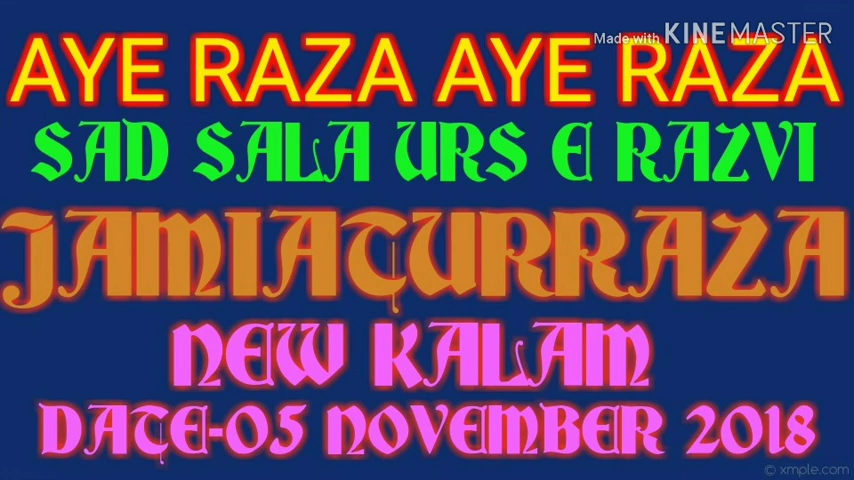 Made with KINEMASTER
AYE RAZA AYE RAZA
SAD SALA URS E RAZVI
JAMIATURRAZA
NEW KALAM
DATE-05 NOVEMBER 2018
© xmple.com